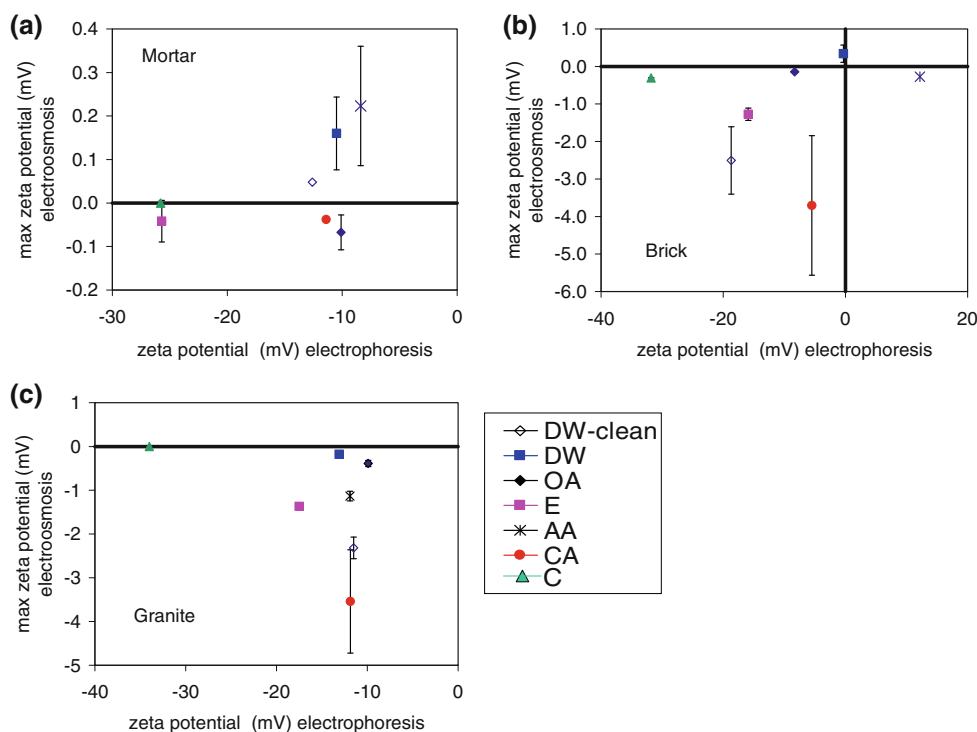 (a)
Mortar
max zeta potential (mV)
electroosmosis
0.4
0.3
0.2
0.1
0.0
-0.1
0.2
-30
-20
-10
0
zeta potential (mV) electrophoresis
(b)
Brick
max zeta potential (mV)
electroosmosis
1.0
0.0
-1.0
-2.0
-3.0
-4.0
-5.0
-6.0
-40
-20
0
20
zeta potential (mV) electrophoresis
(c)
Granite
max zeta potential (mV)
electroosmosis
1
0
-1
-2
-3
-4
-5
-40
-30
-20
-10
0
zeta potential (mV) electrophoresis
DW-clean
DW
OA
E
AA
CA
C